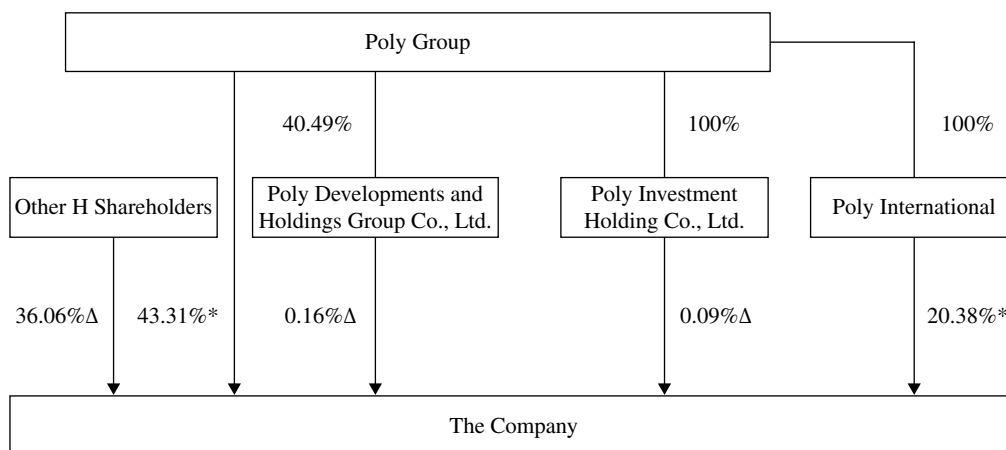 Poly Group
40.49%
100%
100%
Other H Shareholders
Poly Developments and
Holdings Group Co., Ltd.
Poly Investment
Holding Co., Ltd.
Poly International
36.06%Δ
43.31%*
0.16%Δ
0.09%Δ
20.38%*
The Company